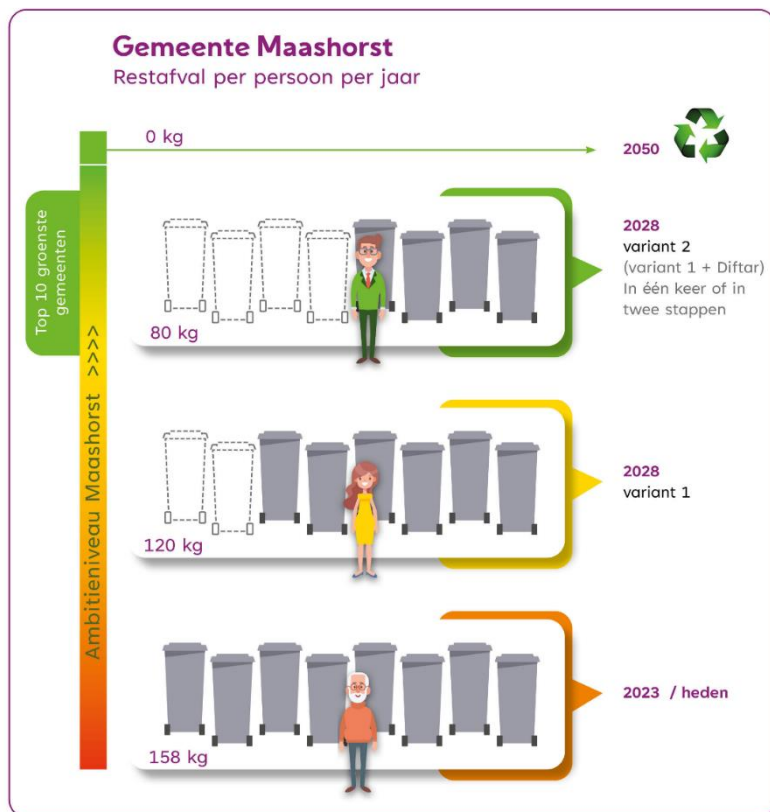 Gemeente Maashorst
Restafval per persoon per jaar
0 kg
2050
Top 10 groenste
gemeenten
Ambitieniveau Maashorst >>>>
80 kg
2028
variant 2
(variant 1 + Diftar)
In één keer of in
twee stappen
120 kg
2028
variant 1
158 kg
2023 / heden